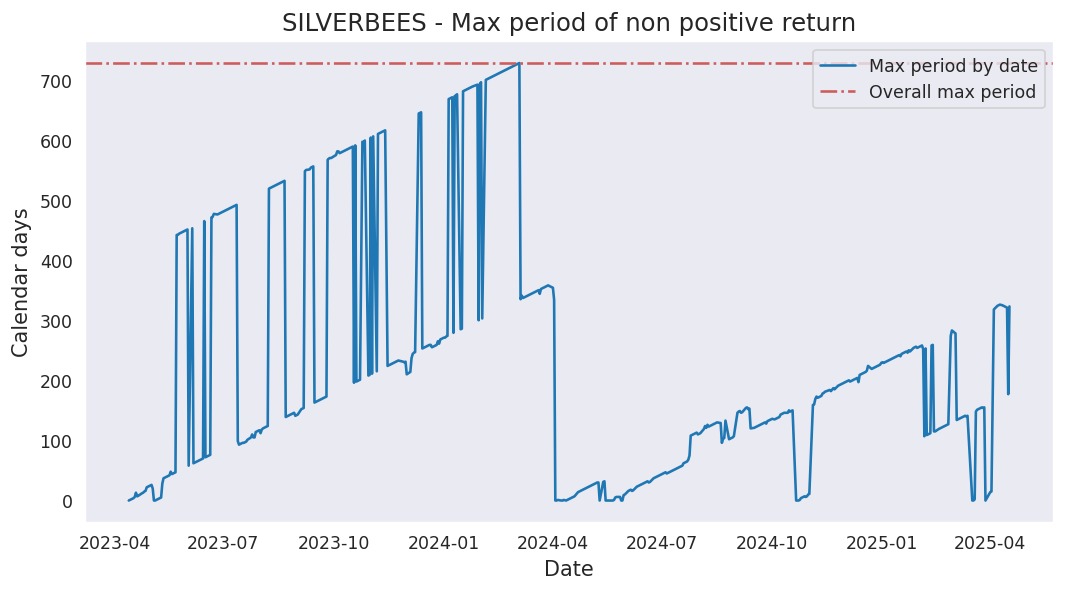 SILVERBEES - Max period of non positive return
Max period by date
Overall max period
Calendar days
700
600
500
400
300
200
100
0
2023-04 2023-07 2023-10 2024-01 2024-04 2024-07 2024-10 2025-01 2025-04
Date